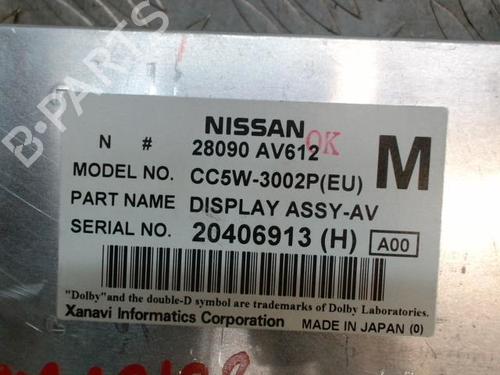 B-PARTS
NISSAN
OK
N # 28090 AV612
M
MODEL NO. CC5W-3002P(EU)
PART NAME DISPLAY ASSY-AV
SERIAL NO. 20406913 (H) A00
"Dolby"and the double-D symbol are trademarks of Dolby Laboratories.
Xanavi Informatics Corporation MADE IN JAPAN (0)